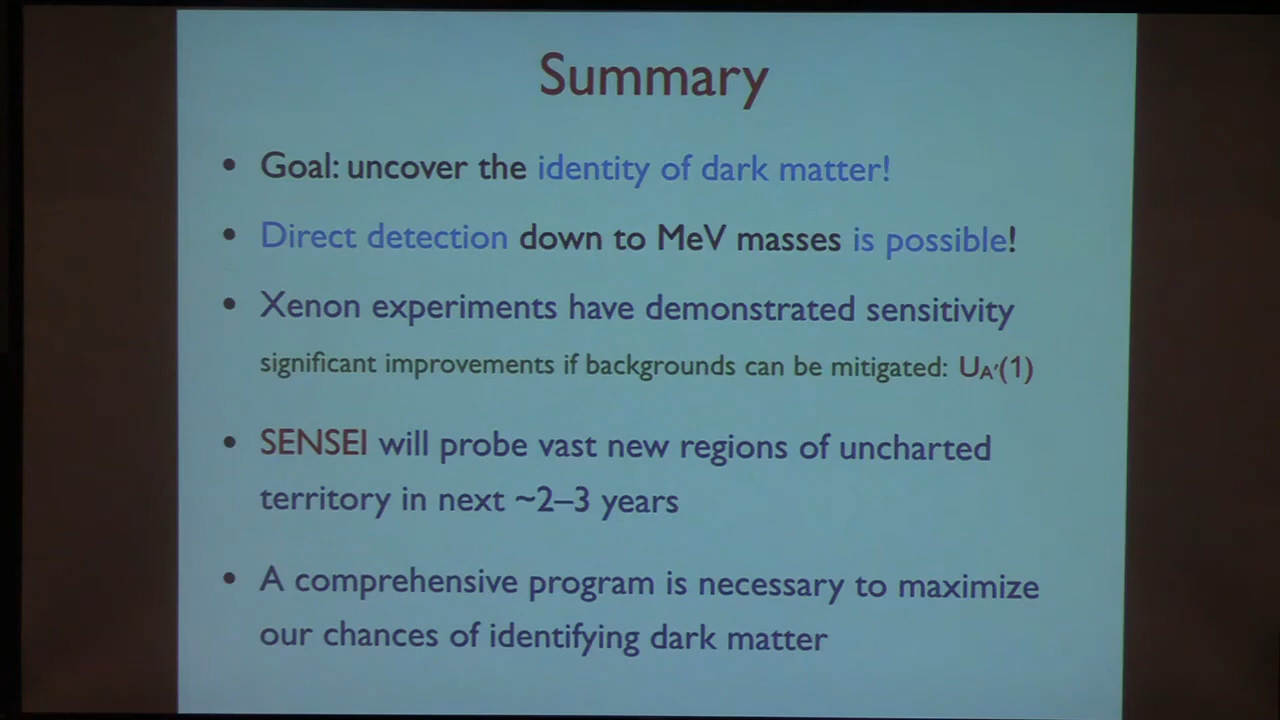 Summary
• Goal: uncover the identity of dark matter!
• Direct detection down to MeV masses is possible!
• Xenon experiments have demonstrated sensitivity
significant improvements if backgrounds can be mitigated: UA'(1)
• SENSEI will probe vast new regions of uncharted
territory in next ~2–3 years
• A comprehensive program is necessary to maximize
our chances of identifying dark matter